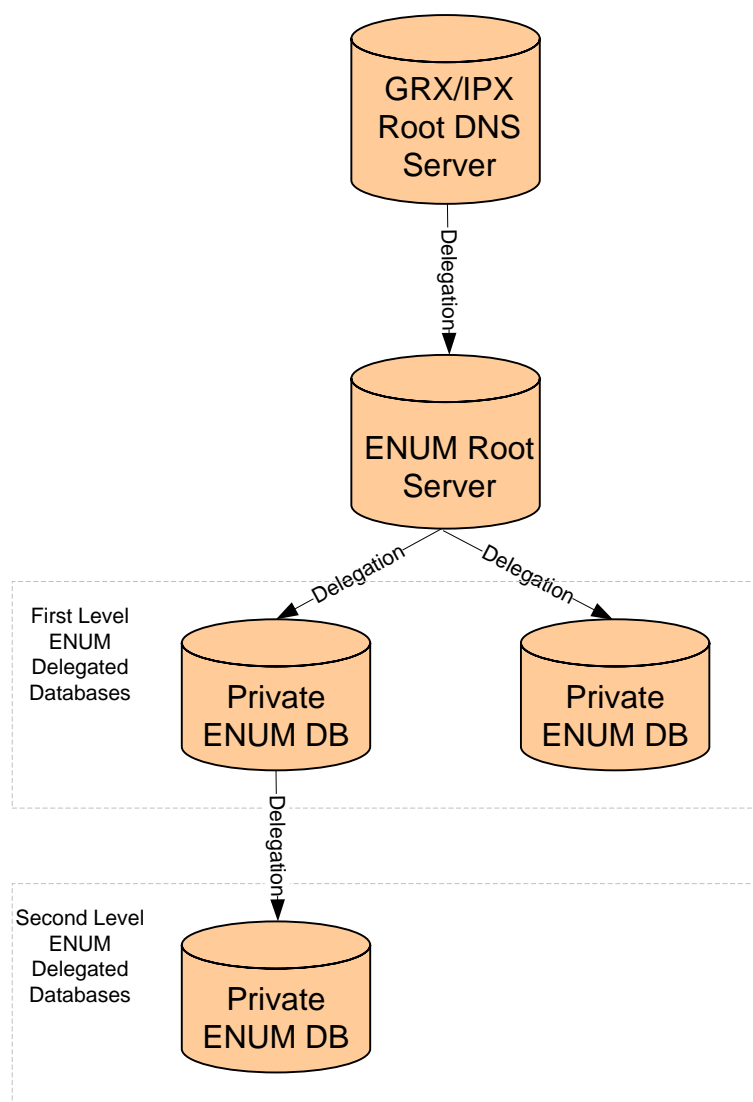 GRX/IPX
Root DNS
Server
Delegation
ENUM Root
Server
Delegation
Delegation
First Level
ENUM
Delegated
Databases
Private
ENUM DB
Private
ENUM DB
Delegation
Second Level
ENUM
Delegated
Databases
Private
ENUM DB